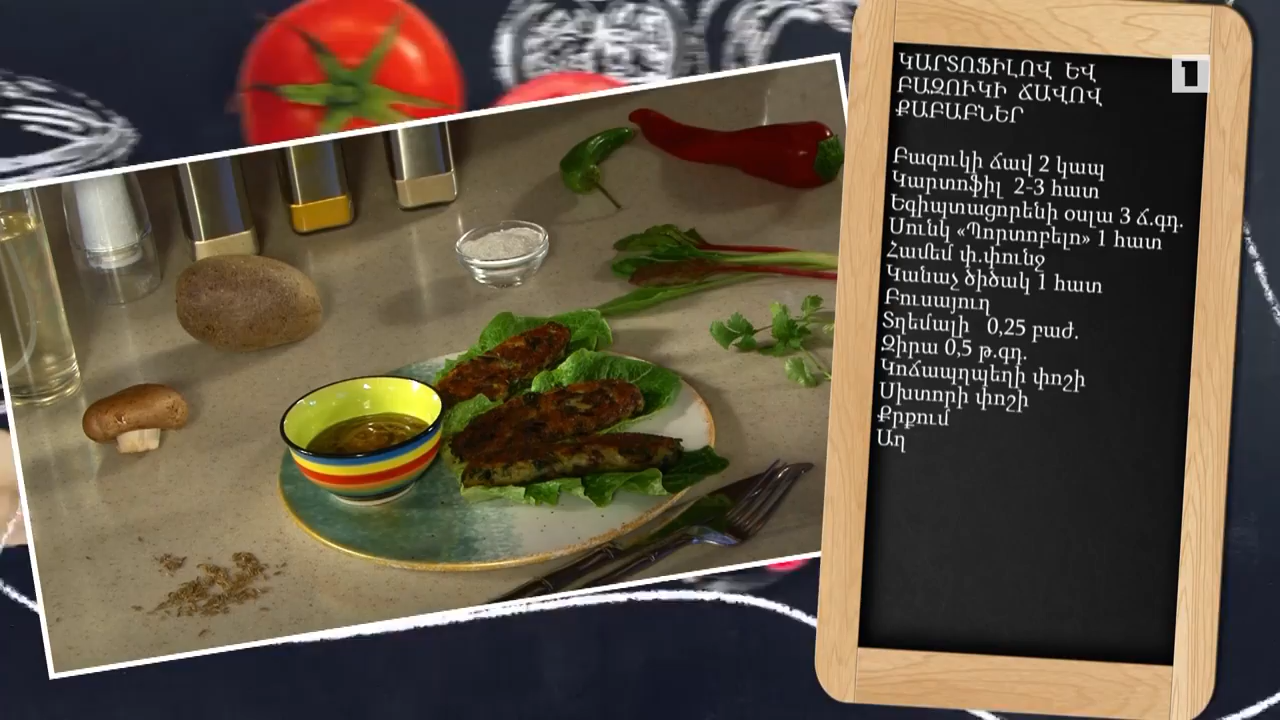 ԿԱՐՏՈՖԻԼՈՎ ԵՎ
ԲԱԶՈՒԿԻ ՃԱՎՈՎ
ՔԱԲԱԲՆԵՐ
1
Բազուկի ճավ 2 կապ
Կարտոֆիլ 2-3 հատ
Եգիպտացորենի օսլա 3 ճ.գդ.
Սունկ «Պորտոբելո» 1 հատ
Համեմ փ.փունջ
Կանաչ ծիծակ 1 հատ
Բուսայուղ
Տղեմալի 0,25 բաժ.
Զիրա 0,5 թ.գդ.
Կոճապղպեղի փոշի
Սխտորի փոշի
Քրքում
Աղ